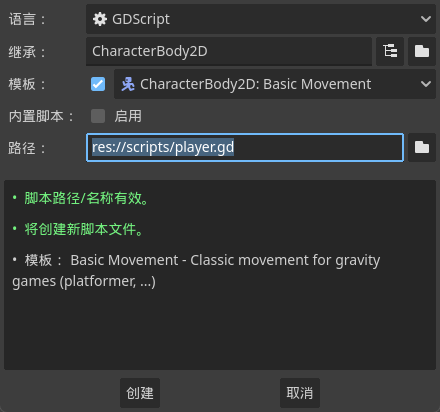 语言： GDScript
继承： CharacterBody2D
模板： CharacterBody2D: Basic Movement
内置脚本： 启用
路径： res://scripts/player.gd
• 脚本路径/名称有效。
• 将创建新脚本文件。
• 模板： Basic Movement - Classic movement for gravity
games (platformer, ...)
创建 取消